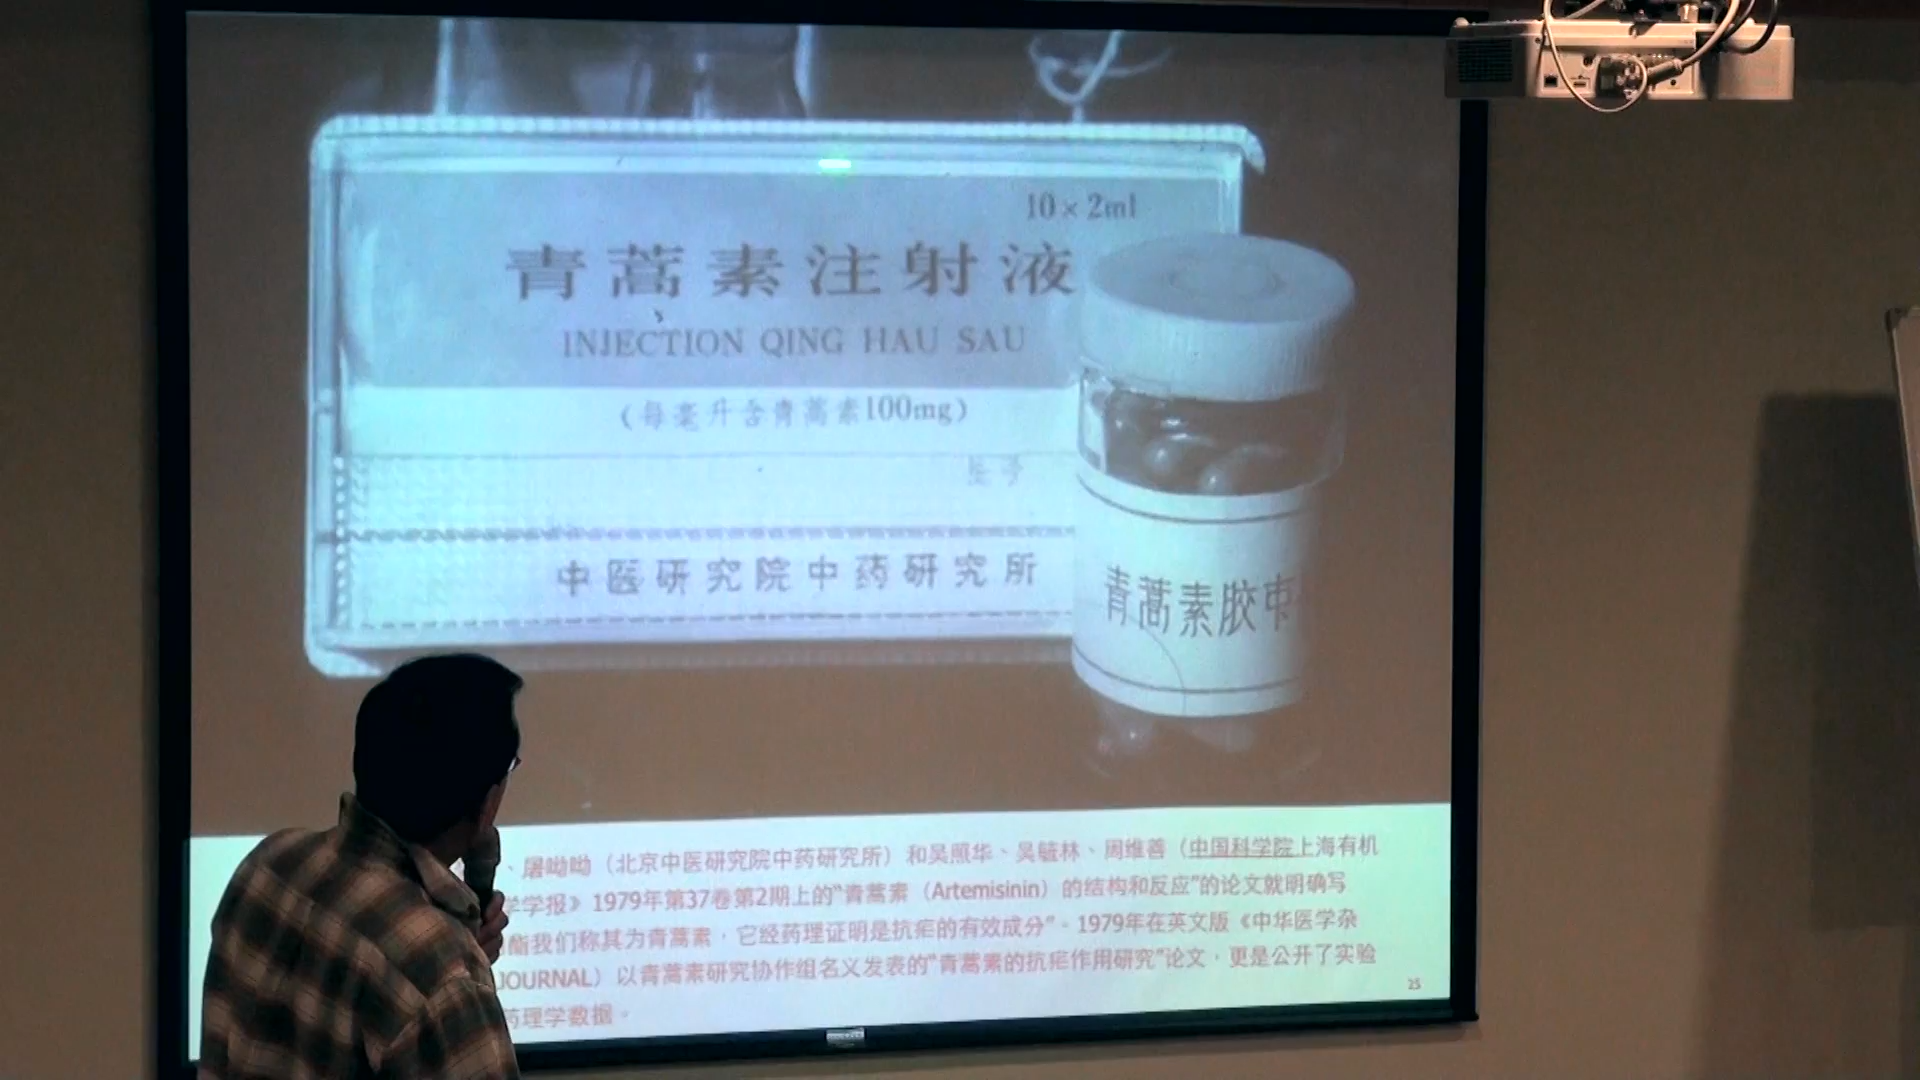 10×2ml
青蒿素注射液
INJECTION QING HAU SAU
(每毫升含青蒿素100mg)
中医研究院中药研究所
青蒿素胶
、屠呦呦（北京中医研究院中药研究所）和吴照华、吴毓林、周维善（中国科学院上海有机
学学报》1979年第37卷第2期上的“青蒿素（Artemisinin）的结构和反应”的论文就明确写
酯我们称其为青蒿素，它经药理证明是抗疟的有效成分”。1979年在英文版《中华医学杂
JOURNAL）以青蒿素研究协作组名义发表的“青蒿素的抗疟作用研究”论文，更是公开了实验
药理学数据。
25